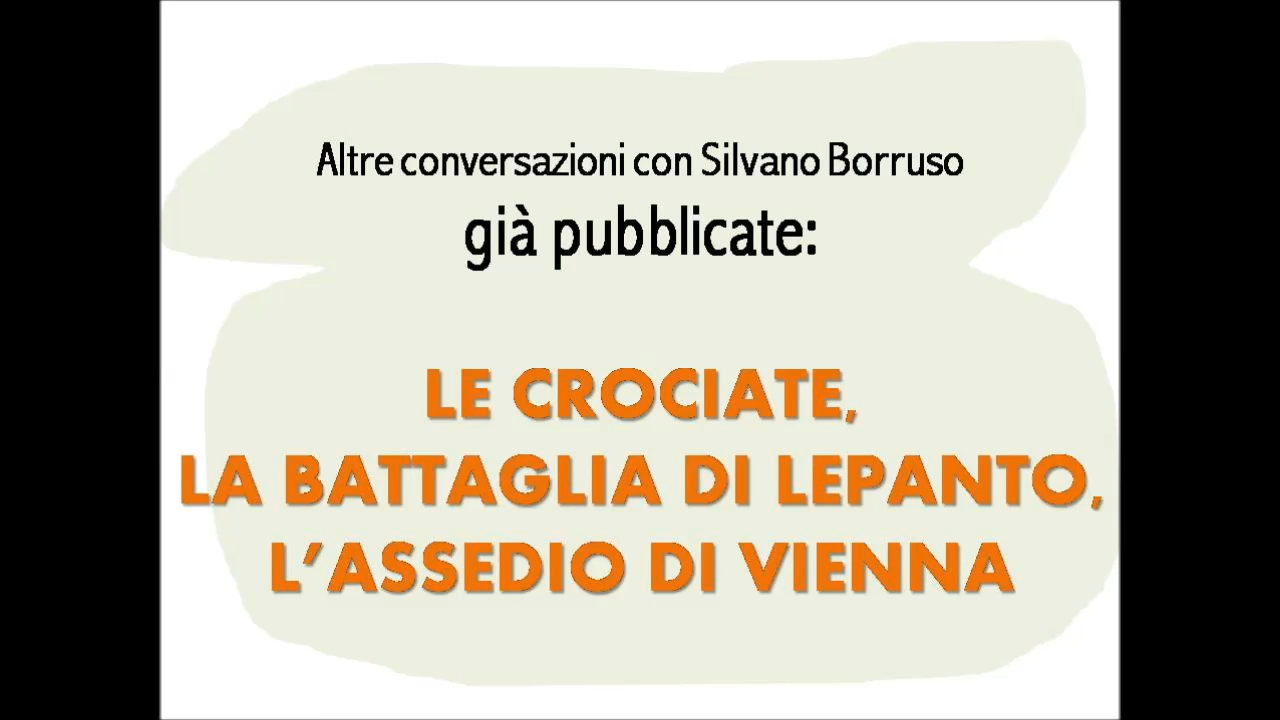 Altre conversazioni con Silvano Borruso
già pubblicate:
LE CROCIATE,
LA BATTAGLIA DI LEPANTO,
L’ASSEDIO DI VIENNA